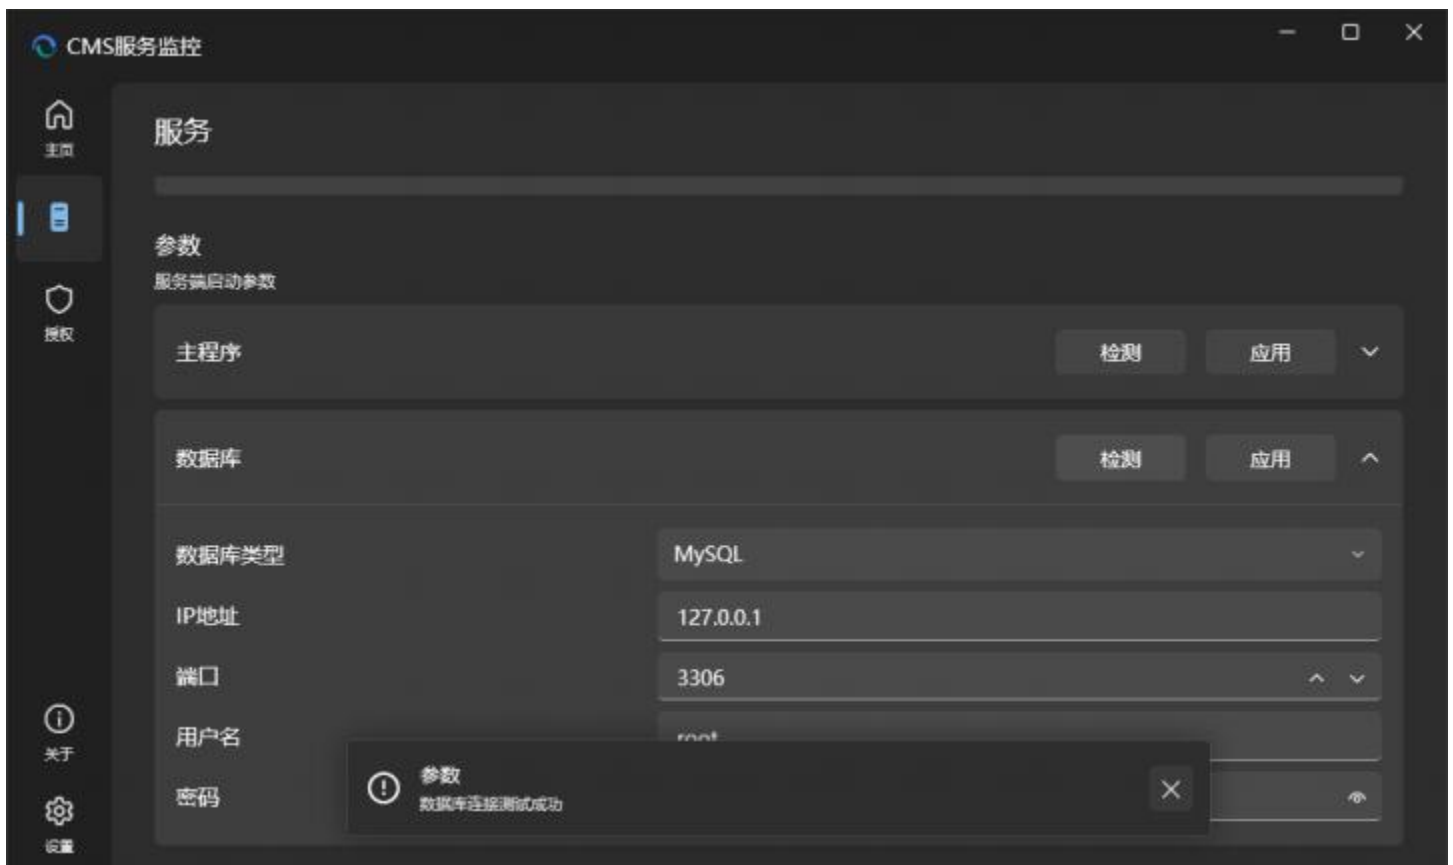 CMS服务监控
主页
服务
参数
服务端启动参数
授权
主程序 检测 应用
数据库 检测 应用
数据库类型 MySQL
IP地址 127.0.0.1
端口 3306
用户名 root
密码
参数
数据库连接测试成功
关于
设置